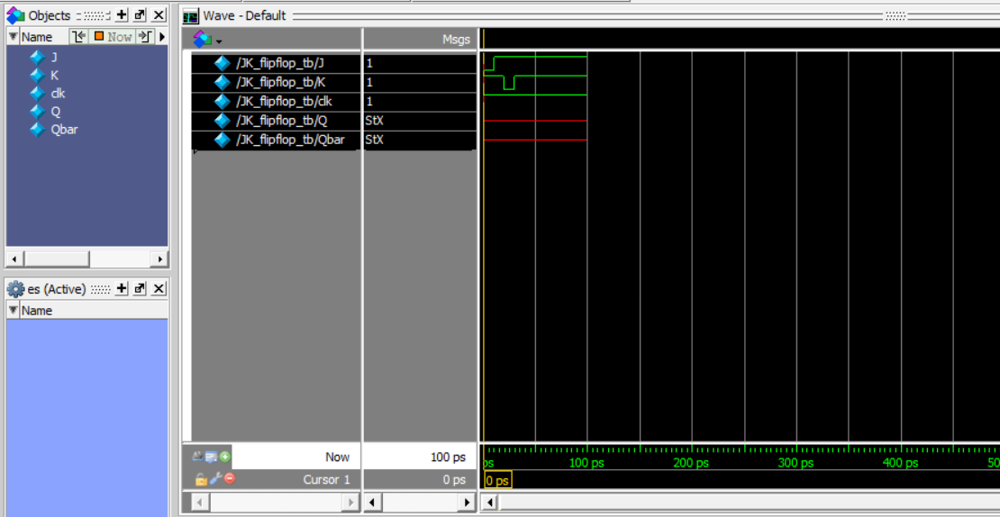 Objects
Wave - Default
Name
Now
Msgs
J
K
clk
Q
Qbar
/JK_flipflop_tb/J 1
/JK_flipflop_tb/K 1
/JK_flipflop_tb/clk 1
/JK_flipflop_tb/Q StX
/JK_flipflop_tb/Qbar StX
es (Active)
Name
Now 100 ps
Cursor 1 0 ps
ps 100 ps 200 ps 300 ps 400 ps 50
0 ps